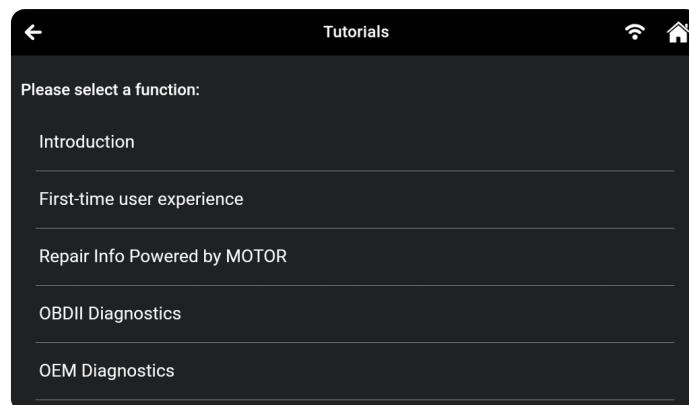 Tutorials
Please select a function:
Introduction
First-time user experience
Repair Info Powered by MOTOR
OBDII Diagnostics
OEM Diagnostics